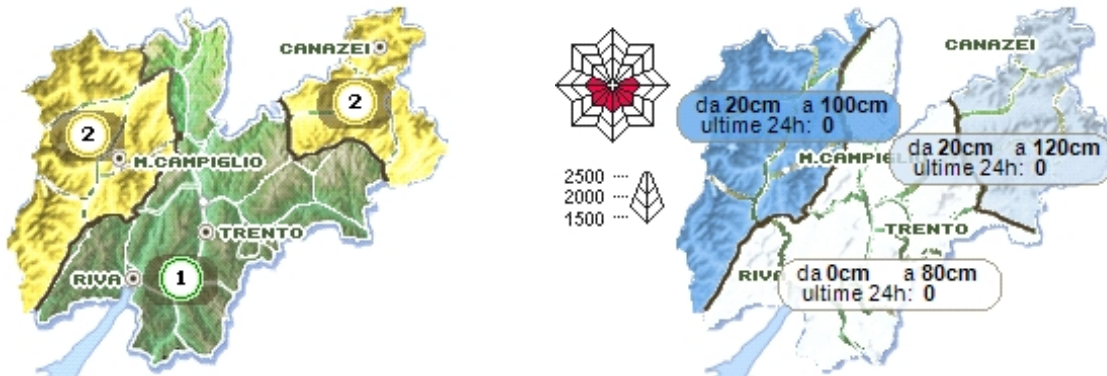 CANAZEI
2
2
M.CAMPIGLIO
TRENTO
RIVA
1
2500
2000
1500
CANAZEI
da 20cm a 100cm
ultime 24h: 0
da 20cm a 120cm
ultime 24h: 0
M.CAMPIGLIO
TRENTO
RIVA
da 0cm a 80cm
ultime 24h: 0